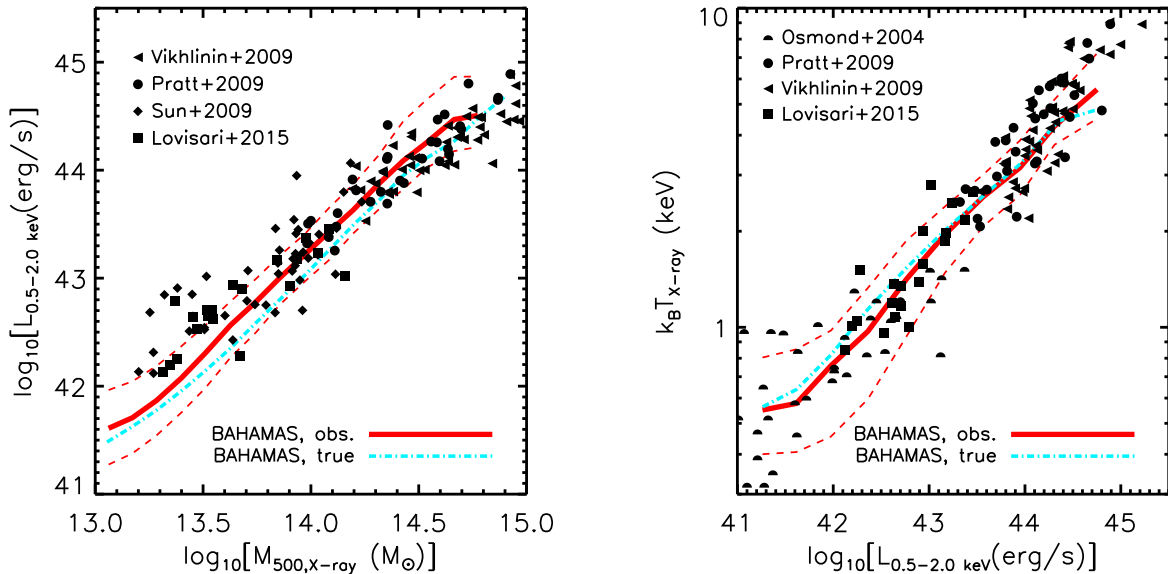 45
44
43
42
41
log10[L0.5−2.0 keV(erg/s)]
Vikhlinin+2009
Pratt+2009
Sun+2009
Lovisari+2015
BAHAMAS, obs.
BAHAMAS, true
13.0 13.5 14.0 14.5 15.0
log10[M500,X−ray (M⊙)]
10
1
kBTX−ray (keV)
Osmond+2004
Pratt+2009
Vikhlinin+2009
Lovisari+2015
BAHAMAS, obs.
BAHAMAS, true
41 42 43 44 45
log10[L0.5−2.0 keV(erg/s)]